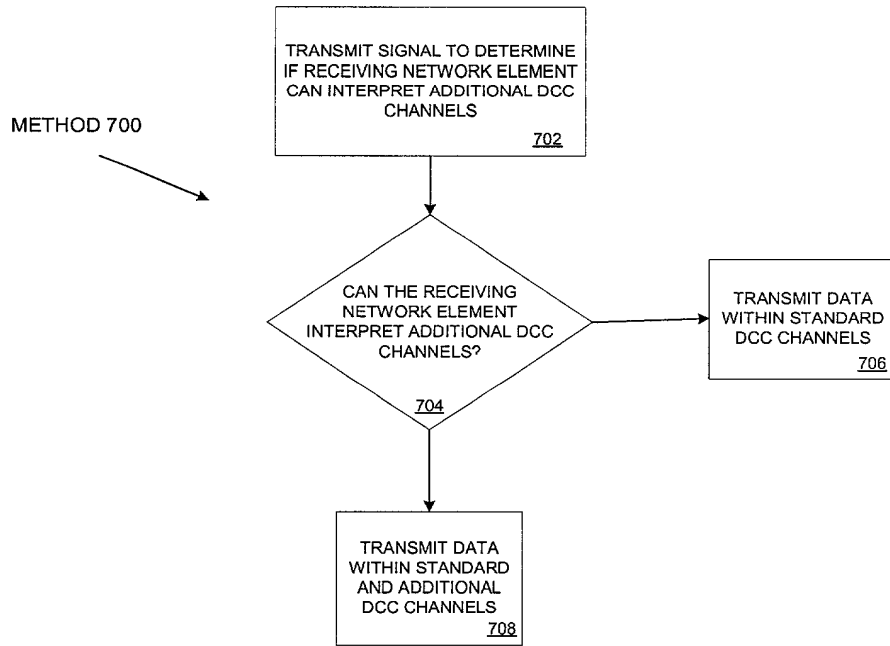 TRANSMIT SIGNAL TO DETERMINE
IF RECEIVING NETWORK ELEMENT
CAN INTERPRET ADDITIONAL DCC
CHANNELS
702
METHOD 700
CAN THE RECEIVING
NETWORK ELEMENT
INTERPRET ADDITIONAL DCC
CHANNELS?
704
TRANSMIT DATA
WITHIN STANDARD
DCC CHANNELS
706
TRANSMIT DATA
WITHIN STANDARD
AND ADDITIONAL
DCC CHANNELS
708